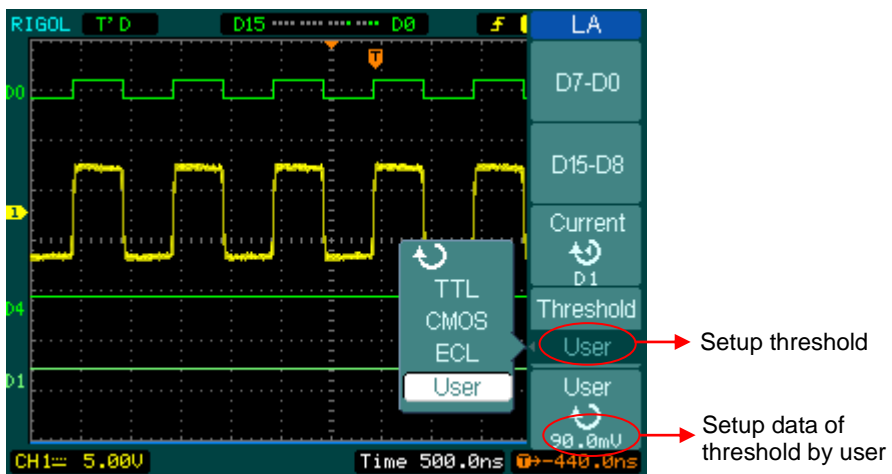 RIGOL T'D D15 D0 LA
D7-D0
D0
D15-D8
1
Current
D1
TTL
CMOS
ECL
User
Threshold
User
Setup threshold
D4
D1
User
90.0mV
Setup data of
threshold by user
CH1 5.00V Time 500.0ns T→-440.0ns
T